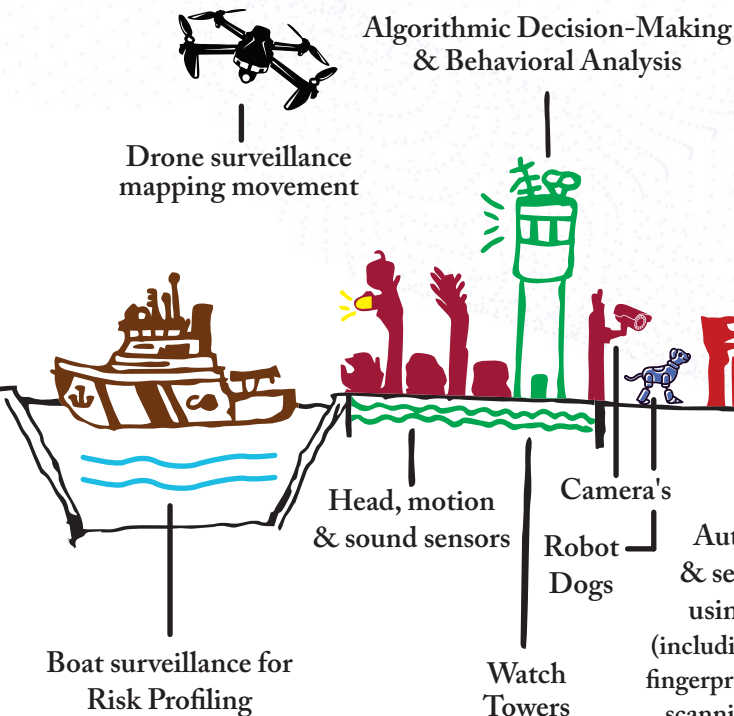 Algorithmic Decision-Making
& Behavioral Analysis
Drone surveillance
mapping movement
Head, motion
& sound sensors
Camera's
Robot
Dogs
Boat surveillance for
Risk Profiling
Watch
Towers
& se
usin
(includi
fingerpr
scanni